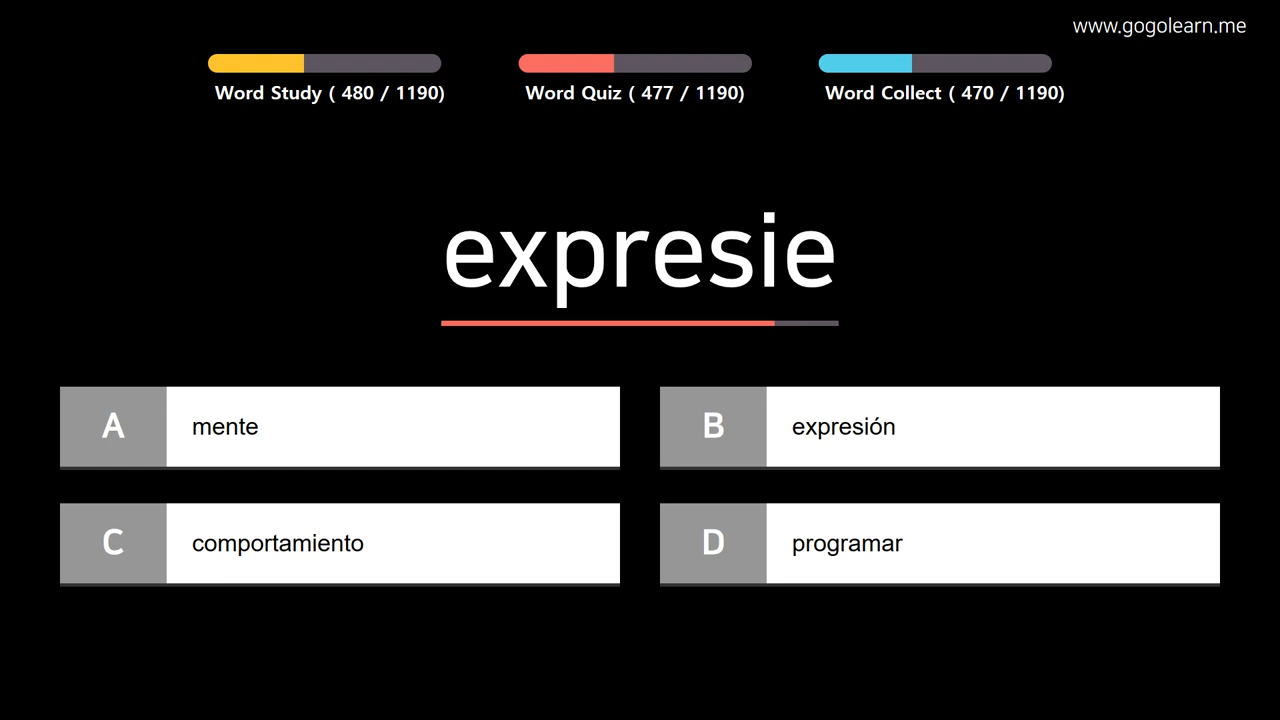 www.gogolearn.me
Word Study ( 480 / 1190)
Word Quiz ( 477 / 1190)
Word Collect ( 470 / 1190)
expresie
A mente
B expresión
C comportamiento
D programar